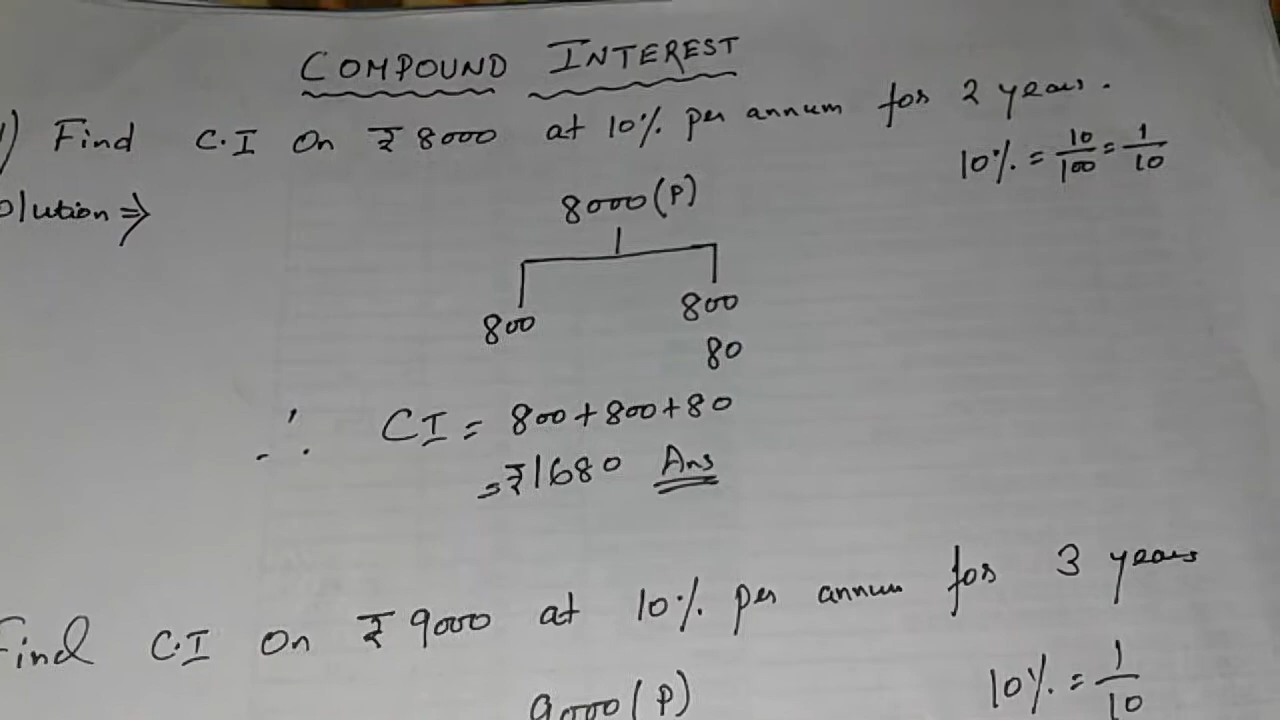 COMPOUND INTEREST
1) Find C.I On ₹ 8000 at 10% per annum for 2 years.
10% = 10/100 = 1/10
olution ⇒
8000 (P)
800 800
80
∴ CI = 800 + 800 + 80
= ₹ 1680 Ans
Find C.I On ₹ 9000 at 10% per annum for 3 years
10% = 1/10
9000 (P)